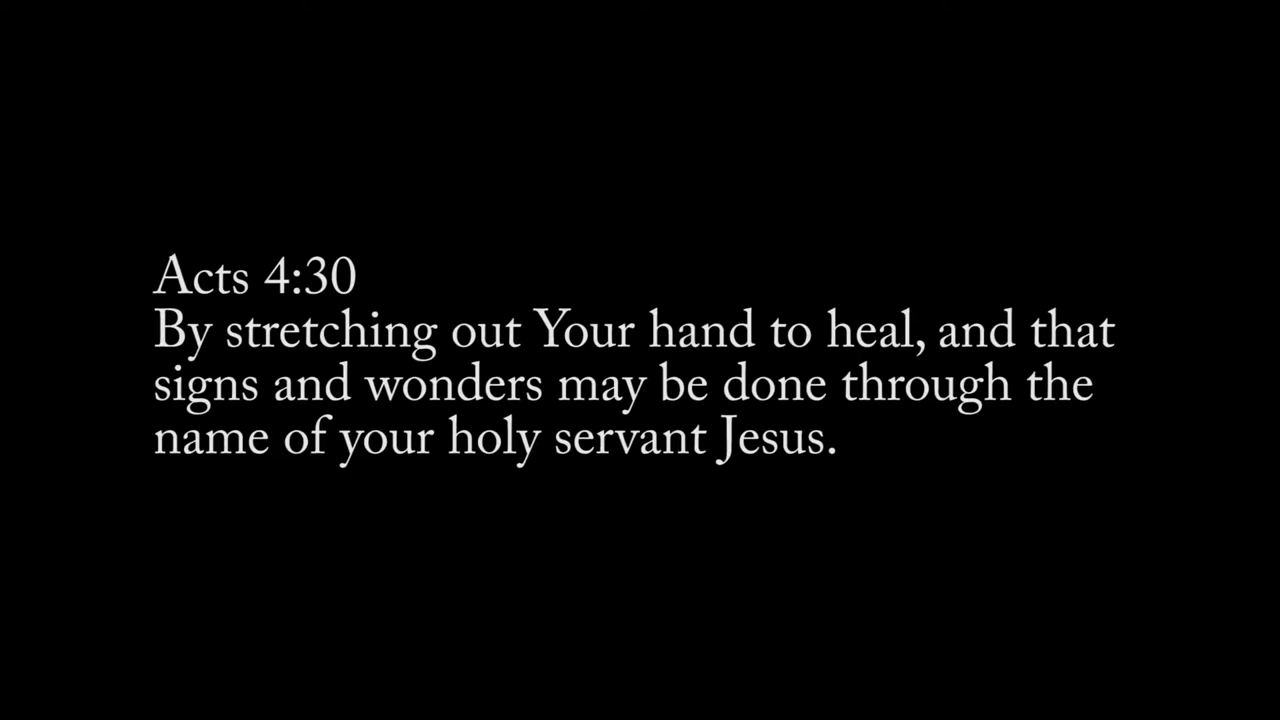 Acts 4:30
By stretching out Your hand to heal, and that
signs and wonders may be done through the
name of your holy servant Jesus.